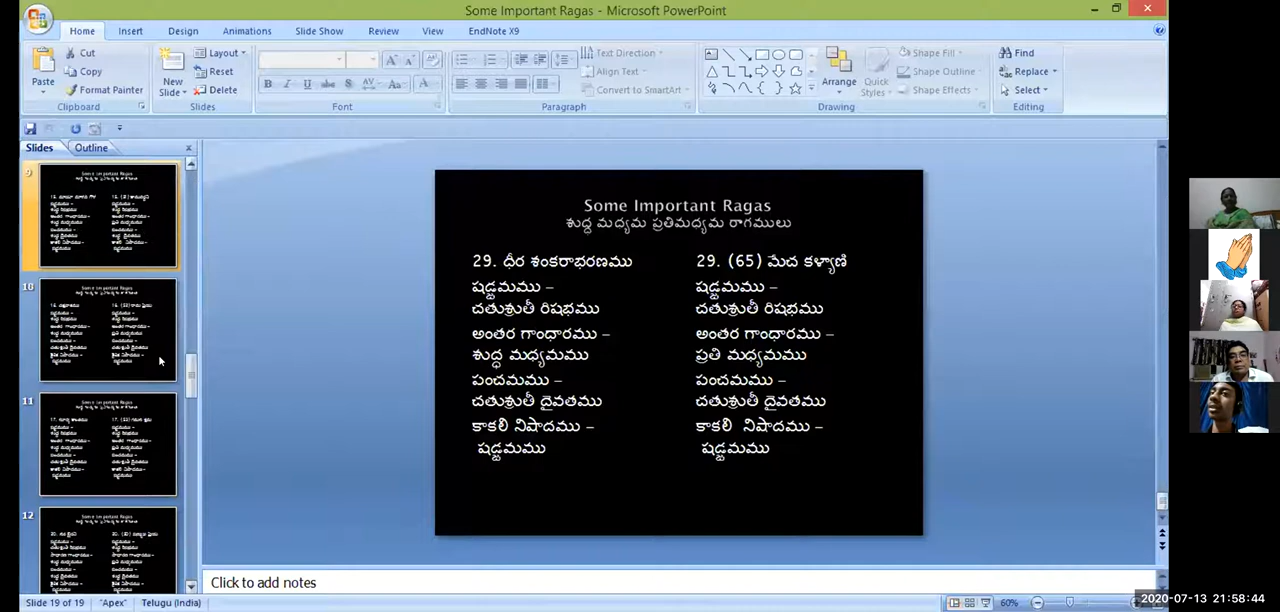 Some Important Ragas - Microsoft PowerPoint
Home Insert Design Animations Slide Show Review View EndNote X9
Cut
Copy
Format Painter
Paste
Clipboard
New Slide
Layout
Reset
Delete
Slides
Font
Text Direction
Align Text
Convert to SmartArt
Paragraph
Arrange
Quick Styles
Shape Fill
Shape Outline
Shape Effects
Drawing
Find
Replace
Select
Editing
Slides Outline
9
10
11
12
Some Important Ragas
శుద్ధ మద్యమ ప్రతిమద్యమ రాగములు
29. ధీర శంకరాభరణము
షడ్జమము –
చతుశ్రుతీ రిషభము
అంతర గాంధారము –
శుద్ధ మధ్యమము
పంచమము –
చతుశ్రుతీ దైవతము
కాకలీ నిషాదము –
షడ్జమము
29. (65) మేచ కళ్యాణి
షడ్జమము –
చతుశ్రుతీ రిషభము
అంతర గాంధారము –
ప్రతి మధ్యమము
పంచమము –
చతుశ్రుతీ దైవతము
కాకలీ నిషాదము –
షడ్జమము
Click to add notes
Slide 19 of 19 "Apex" Telugu (India) 60%
2020-07-13 21:58:44